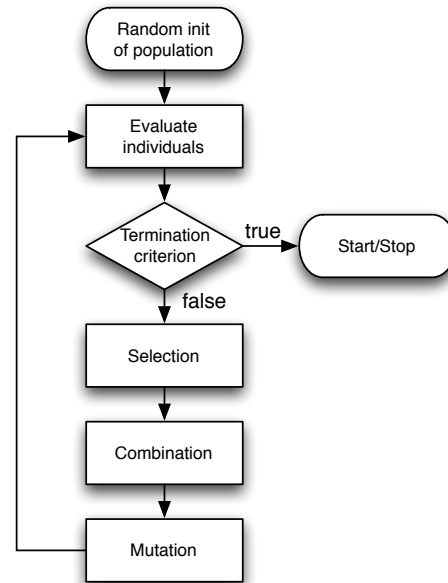 Random init
of population
Evaluate
individuals
Termination
criterion
true
Start/Stop
false
Selection
Combination
Mutation